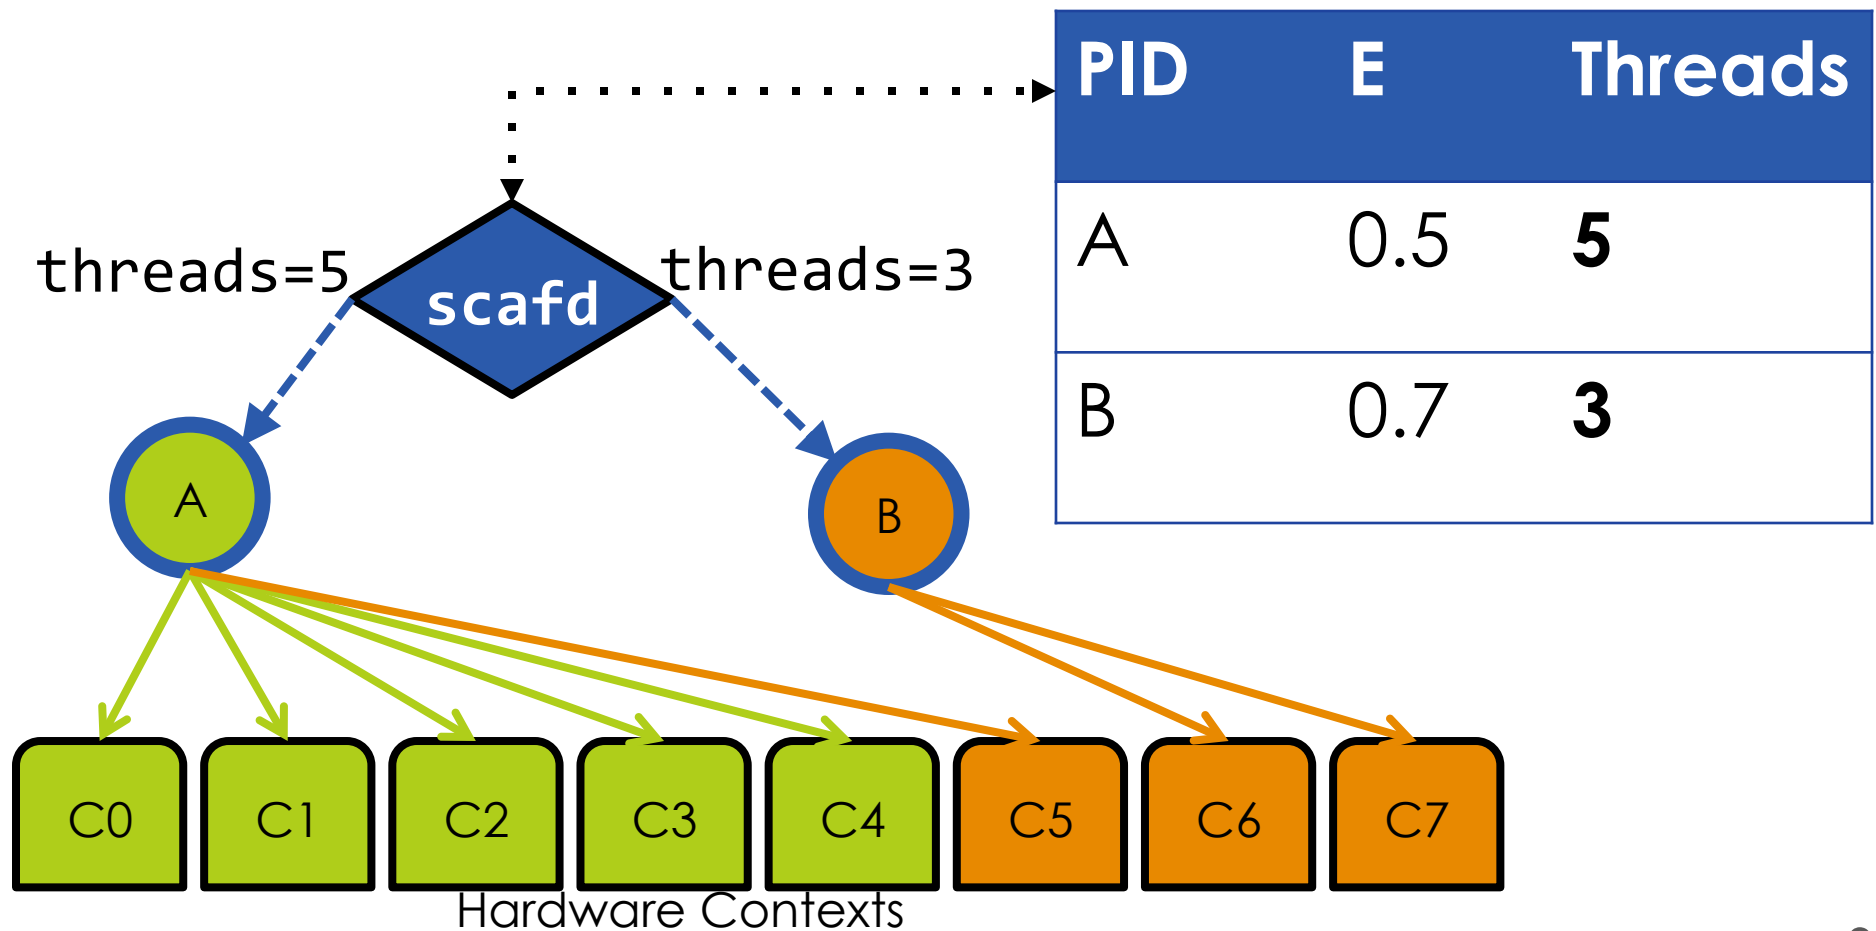 PID E Threads
A 0.5 5
B 0.7 3
threads=5
threads=3
scafd
A
B
C0 C1 C2 C3 C4 C5 C6 C7
Hardware Contexts